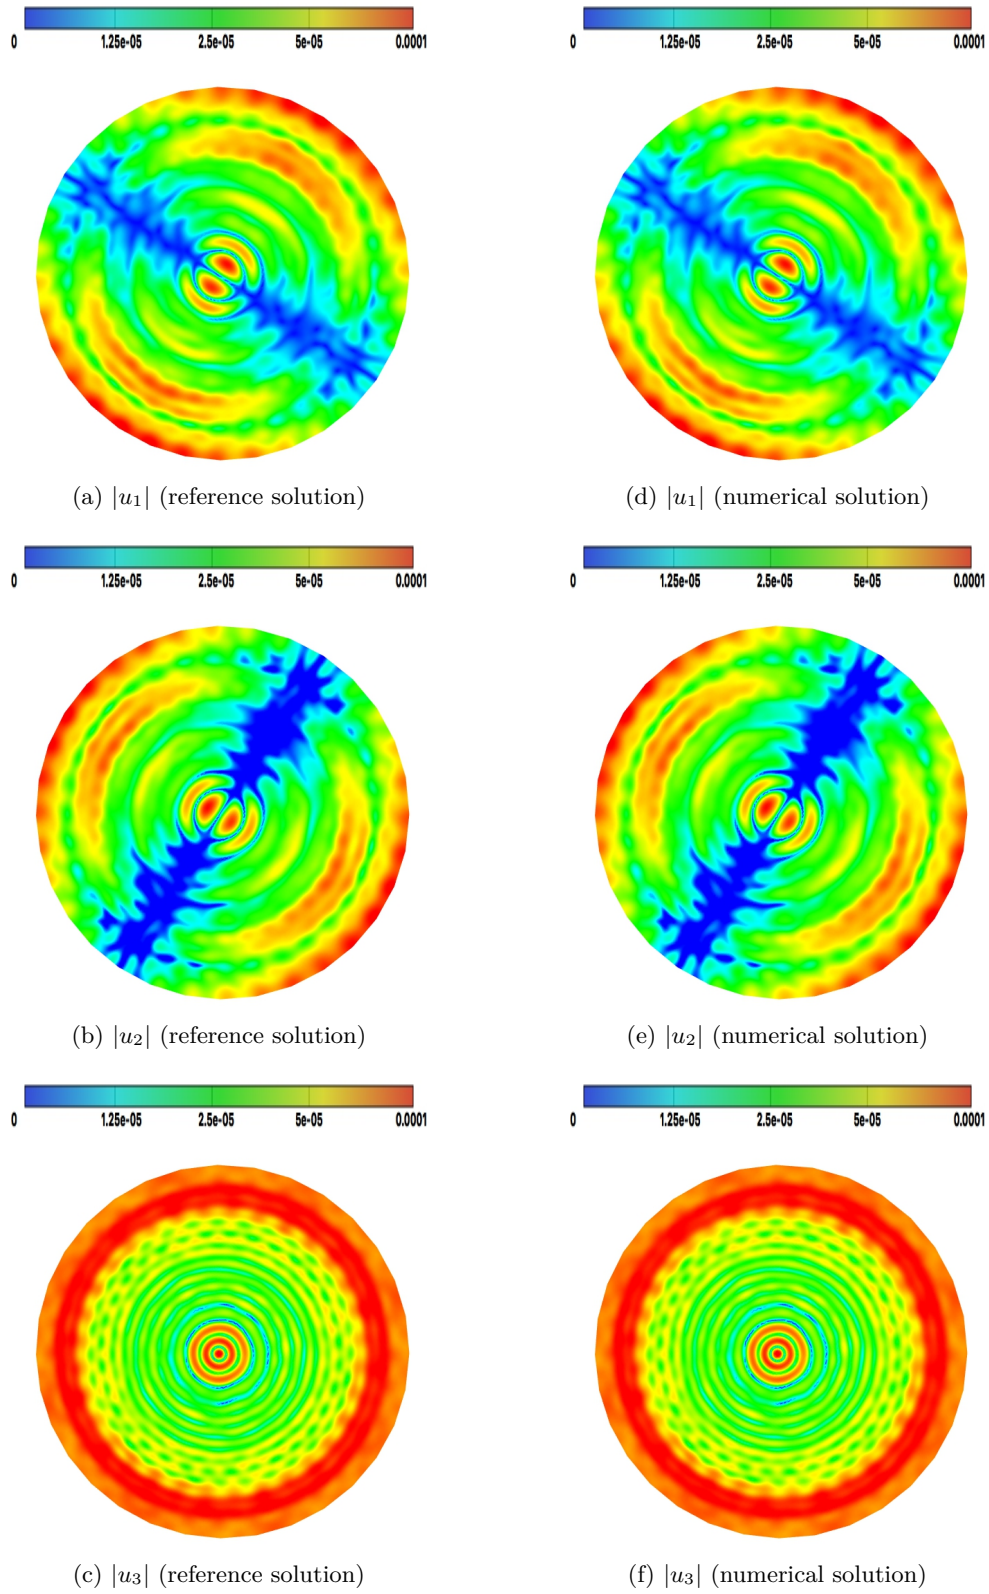 0 1.25e-05 2.5e-05 5e-05 0.0001 0 1.25e-05 2.5e-05 5e-05 0.0001
(a) |u₁| (reference solution) (d) |u₁| (numerical solution)
0 1.25e-05 2.5e-05 5e-05 0.0001 0 1.25e-05 2.5e-05 5e-05 0.0001
(b) |u₂| (reference solution) (e) |u₂| (numerical solution)
0 1.25e-05 2.5e-05 5e-05 0.0001 0 1.25e-05 2.5e-05 5e-05 0.0001
(c) |u₃| (reference solution) (f) |u₃| (numerical solution)